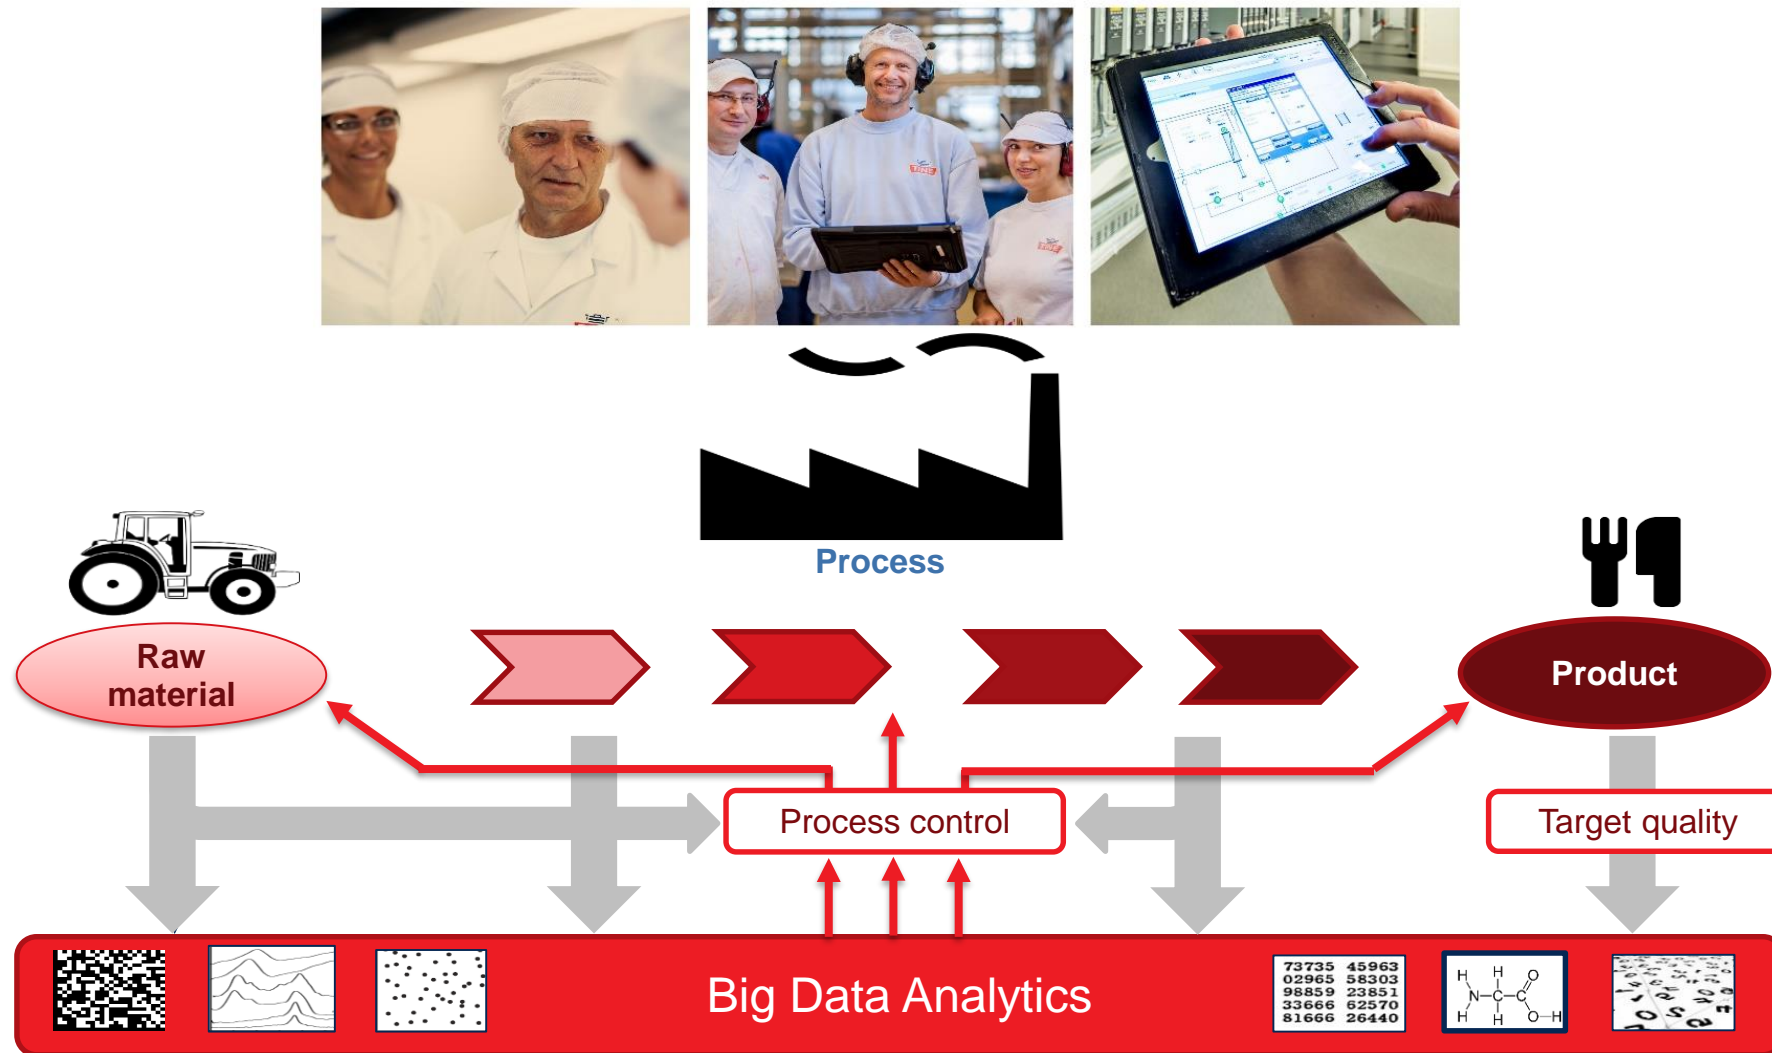 TINE
Process
Raw
material
Product
Process control
Target quality
Big Data Analytics
73735 45963
02965 58303
98859 23851
33666 62570
81666 26440
H H O
N C C
H H O H